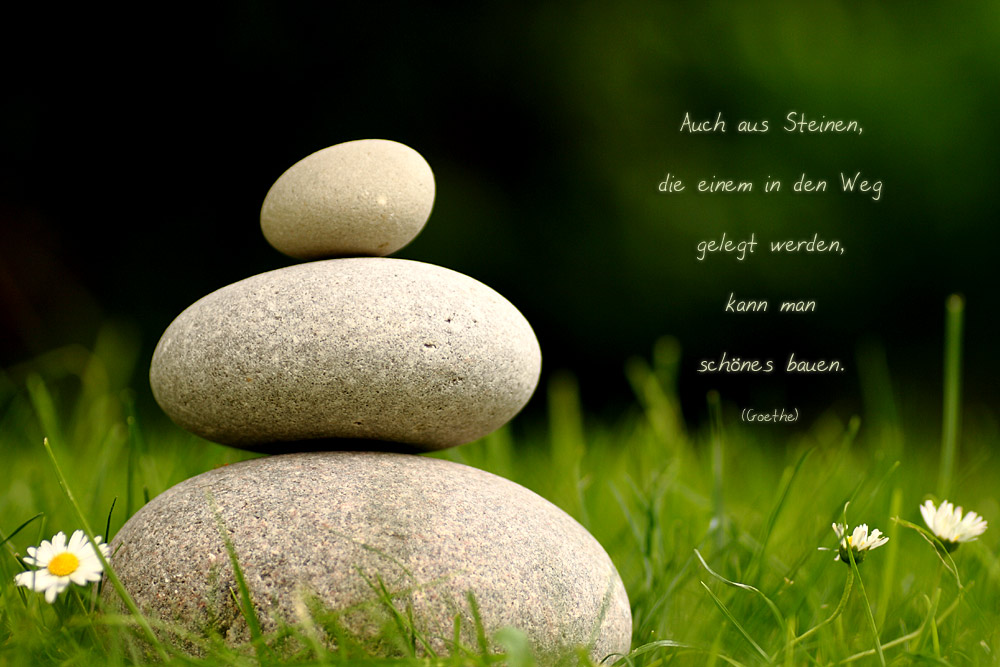 Auch aus Steinen,
die einem in den Weg
gelegt werden,
kann man
schönes bauen.
(Goethe)